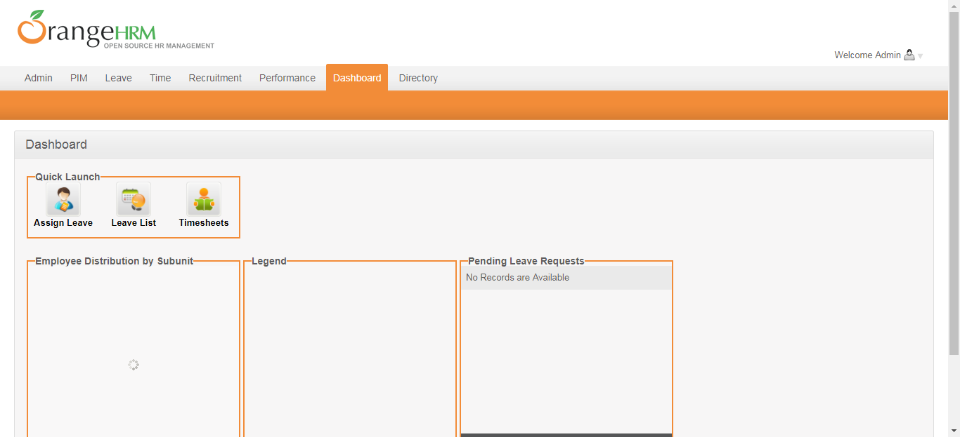 OrangeHRM
OPEN SOURCE HR MANAGEMENT
Welcome Admin
Admin PIM Leave Time Recruitment Performance Dashboard Directory
Dashboard
Quick Launch
Assign Leave Leave List Timesheets
Employee Distribution by Subunit Legend Pending Leave Requests
No Records are Available